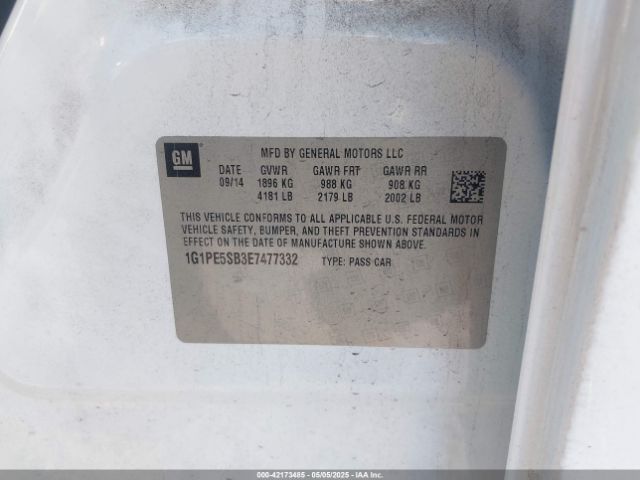 GM
MFD BY GENERAL MOTORS LLC
DATE GVWR GAWR FRT GAWR RR
09/14 1896 KG 988 KG 908 KG
4181 LB 2179 LB 2002 LB
THIS VEHICLE CONFORMS TO ALL APPLICABLE U.S. FEDERAL MOTOR
VEHICLE SAFETY, BUMPER, AND THEFT PREVENTION STANDARDS
IN EFFECT ON THE DATE OF MANUFACTURE SHOWN ABOVE.
1G1PE5SB3E7477332 TYPE: PASS CAR
000-42173485 - 05/05/2025 - IAA Inc.